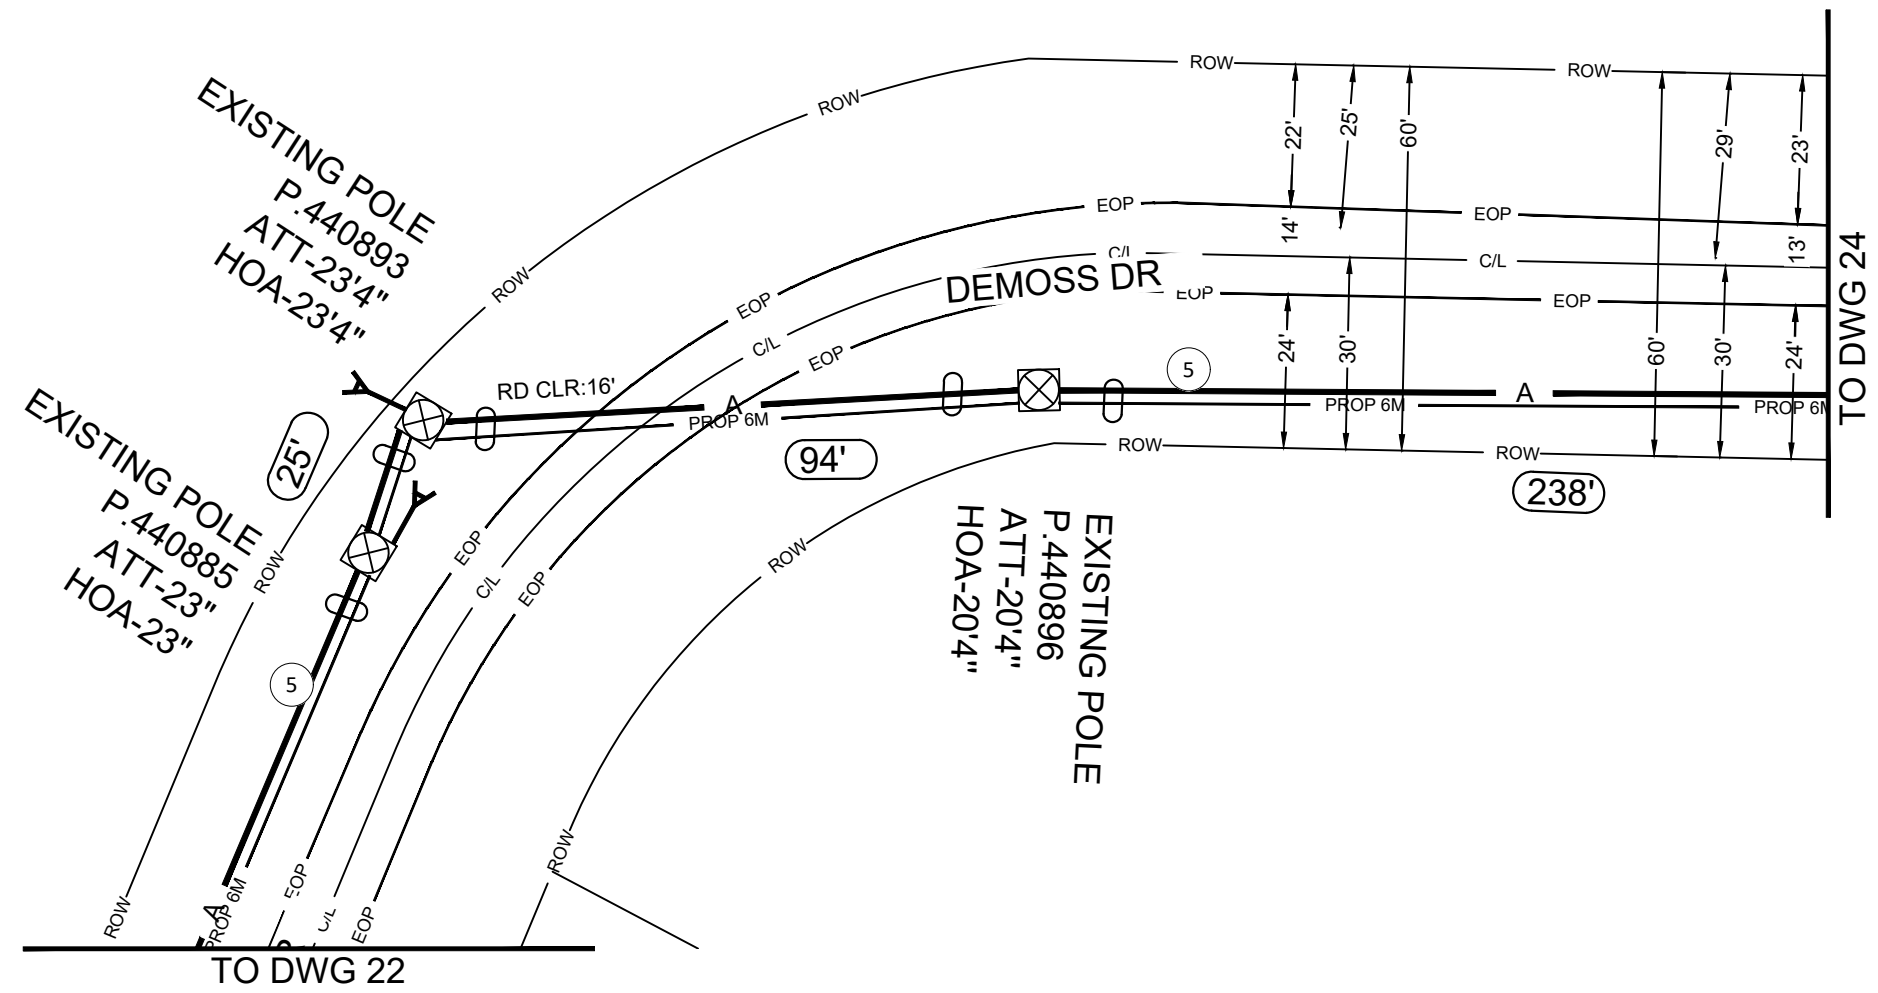 ROW
ROW
ROW
ROW
ROW
ROW
EXISTING POLE
P.440893
ATT-23'4"
HOA-23'4"
EXISTING POLE
P.440885
ATT-23"
HOA-23"
25'
22'
25'
60'
60'
29'
23'
14'
13'
24'
30'
30'
24'
EOP
EOP
EOP
EOP
EOP
C/L
C/L
C/L
DEMOSS DR
EOP
EOP
EOP
EOP
EOP
C/L
C/L
RD CLR:16'
A
PROP 6M
94'
5
A
PROP 6M
PROP 6M
ROW
ROW
ROW
ROW
238'
EXISTING POLE
P.440896
ATT-20'4"
HOA-20'4"
5
A
PROP 6M
TO DWG 22
TO DWG 24